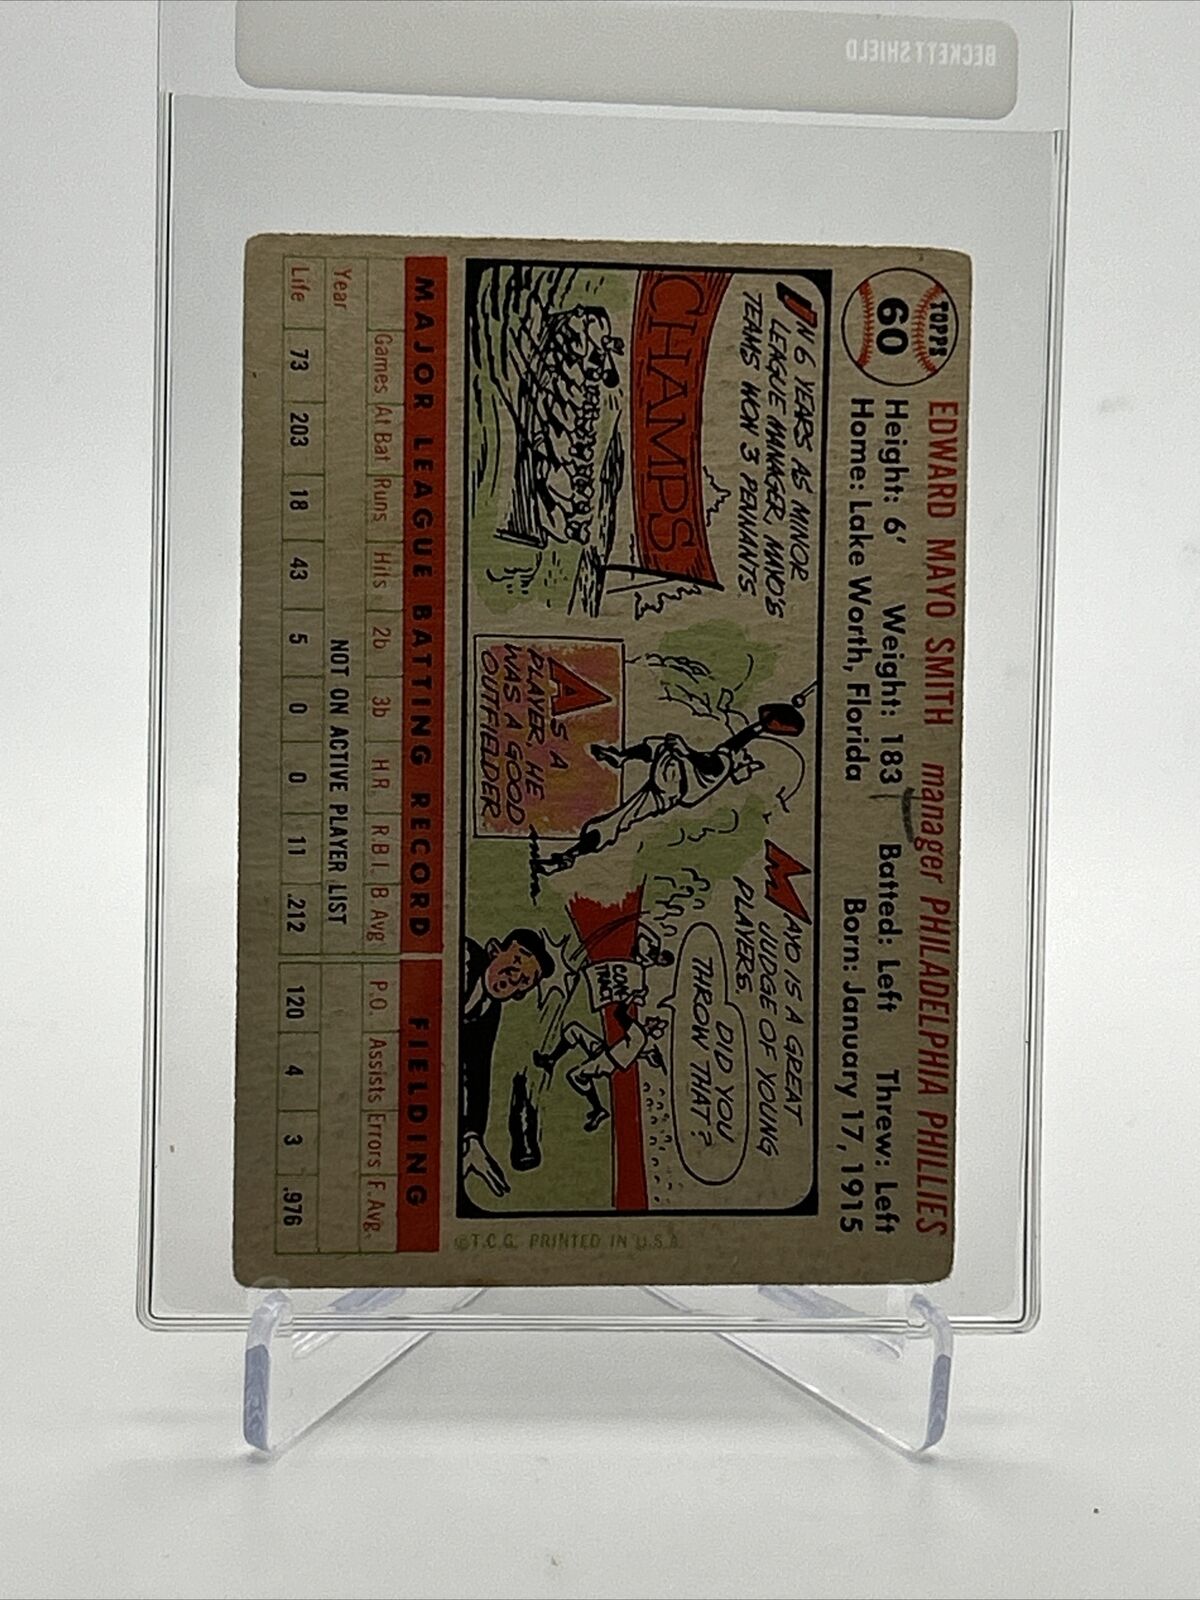 BECKETT SHIELD
TOPPS
60
EDWARD MAYO SMITH manager PHILADELPHIA PHILLIES
Height: 6' Weight: 183 Batted: Left Threw: Left
Home: Lake Worth, Florida Born: January 17, 1915
IN 6 YEARS AS MINOR
LEAGUE MANAGER, MAYO'S
TEAMS WON 3 PENNANTS.
CHAMPS
AS A
PLAYER, HE
WAS A GOOD
OUTFIELDER.
MAYO IS A GREAT
JUDGE OF YOUNG
PLAYERS.
DID YOU
THROW THAT?
CON
TRACT
©T.C.G. PRINTED IN U.S.A.
MAJOR LEAGUE BATTING RECORD FIELDING
Games At Bat Runs Hits 2b 3b H.R. R.B.I. B Avg P.O. Assists Errors F. Avg.
Year NOT ON ACTIVE PLAYER LIST
Life 73 203 18 43 5 0 0 11 .212 120 4 3 .976